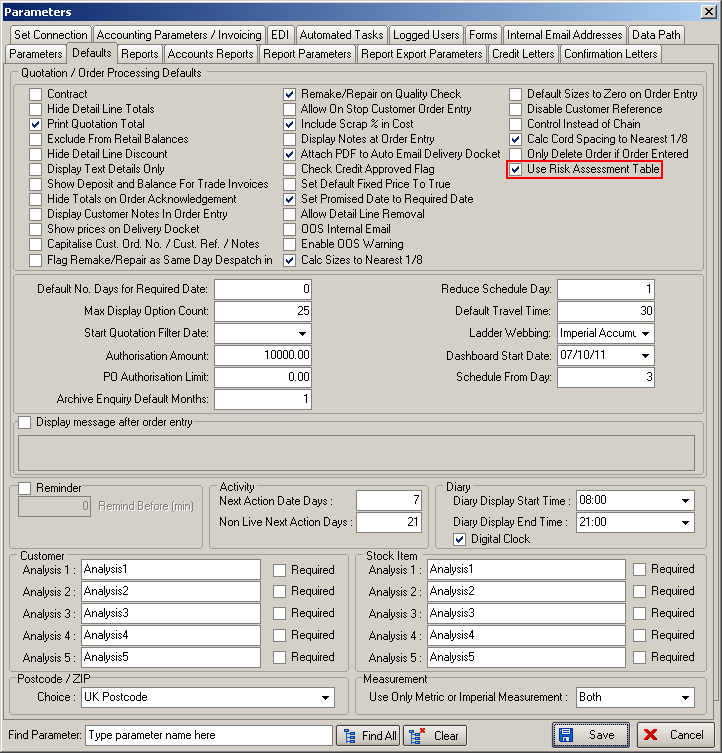 Parameters
Set Connection Accounting Parameters / Invoicing EDI Automated Tasks Logged Users Forms Internal Email Addresses Data Path
Parameters Defaults Reports Accounts Reports Report Parameters Report Export Parameters Credit Letters Confirmation Letters
Quotation / Order Processing Defaults
Contract
Hide Detail Line Totals
Print Quotation Total
Exclude From Retail Balances
Hide Detail Line Discount
Display Text Details Only
Show Deposit and Balance For Trade Invoices
Hide Totals on Order Acknowledgement
Display Customer Notes In Order Entry
Show prices on Delivery Docket
Capitalise Cust. Ord. No. / Cust. Ref. / Notes
Flag Remake/Repair as Same Day Despatch in
Remake/Repair on Quality Check
Allow On Stop Customer Order Entry
Include Scrap % in Cost
Display Notes at Order Entry
Attach PDF to Auto Email Delivery Docket
Check Credit Approved Flag
Set Default Fixed Price To True
Set Promised Date to Required Date
Allow Detail Line Removal
OOS Internal Email
Enable OOS Warning
Calc Sizes to Nearest 1/8
Default Sizes to Zero on Order Entry
Disable Customer Reference
Control Instead of Chain
Calc Cord Spacing to Nearest 1/8
Only Delete Order if Order Entered
Use Risk Assessment Table
Default No. Days for Required Date: 0
Max Display Option Count: 25
Start Quotation Filter Date:
Authorisation Amount: 10000.00
PO Authorisation Limit: 0.00
Archive Enquiry Default Months: 1
Reduce Schedule Day: 1
Default Travel Time: 30
Ladder Webbing: Imperial Accumu
Dashboard Start Date: 07/10/11
Schedule From Day: 3
Display message after order entry
Reminder
0 Remind Before (min)
Activity
Next Action Date Days : 7
Non Live Next Action Days : 21
Diary
Diary Display Start Time : 08:00
Diary Display End Time : 21:00
Digital Clock
Customer
Analysis 1 : Analysis1 Required
Analysis 2 : Analysis2 Required
Analysis 3 : Analysis3 Required
Analysis 4 : Analysis4 Required
Analysis 5 : Analysis5 Required
Stock Item
Analysis 1 : Analysis1 Required
Analysis 2 : Analysis2 Required
Analysis 3 : Analysis3 Required
Analysis 4 : Analysis4 Required
Analysis 5 : Analysis5 Required
Postcode / ZIP
Choice : UK Postcode
Measurement
Use Only Metric or Imperial Measurement : Both
Find Parameter: Type parameter name here Find All Clear Save Cancel